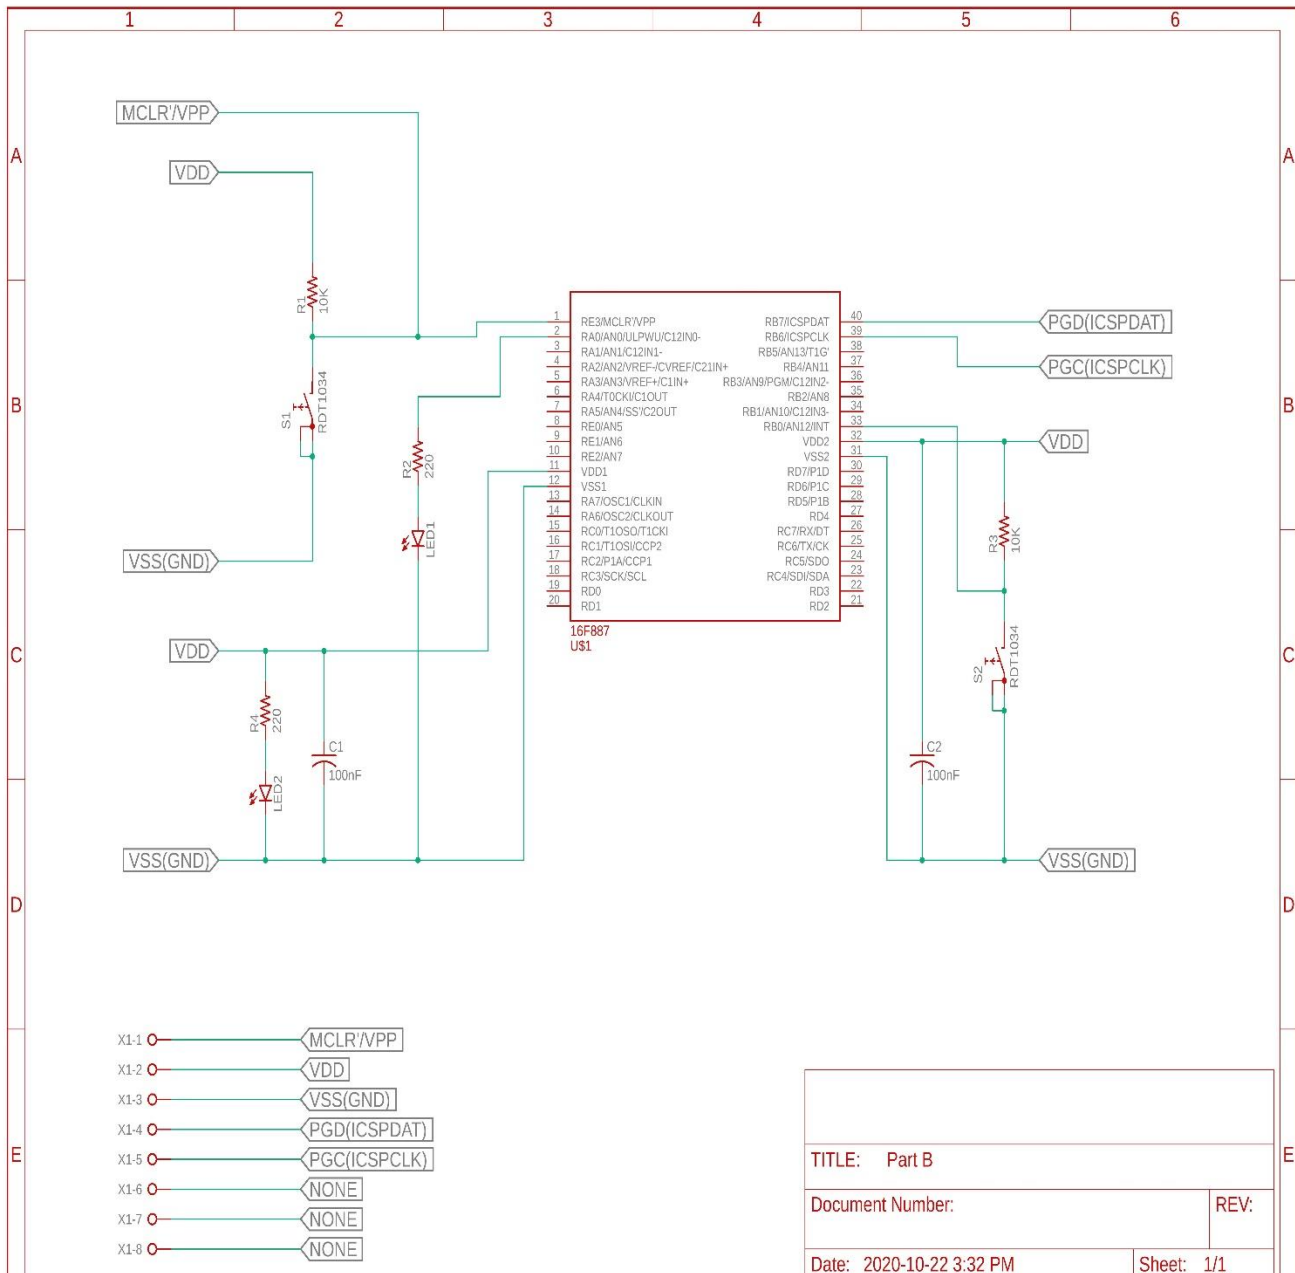 1 2 3 4 5 6
A A
B B
C C
D D
E E
MCLR'/VPP
VDD
R1
10K
S1
RDT1034
VSS(GND)
R2
220
LED1
VDD
R4
220
LED2
C1
100nF
VSS(GND)
1 RE3/MCLR'/VPP
2 RA0/AN0/ULPWU/C12IN0-
3 RA1/AN1/C12IN1-
4 RA2/AN2/VREF-/CVREF/C21IN+
5 RA3/AN3/VREF+/C1IN+
6 RA4/T0CKI/C1OUT
7 RA5/AN4/SS'/C2OUT
8 RE0/AN5
9 RE1/AN6
10 RE2/AN7
11 VDD1
12 VSS1
13 RA7/OSC1/CLKIN
14 RA6/OSC2/CLKOUT
15 RC0/T1OSO/T1CKI
16 RC1/T1OSI/CCP2
17 RC2/P1A/CCP1
18 RC3/SCK/SCL
19 RD0
20 RD1
RB7/ICSPDAT 40
RB6/ICSPCLK 39
RB5/AN13/T1G' 38
RB4/AN11 37
RB3/AN9/PGM/C12IN2- 36
RB2/AN8 35
RB1/AN10/C12IN3- 34
RB0/AN12/INT 33
VDD2 32
VSS2 31
RD7/P1D 30
RD6/P1C 29
RD5/P1B 28
RD4 27
RC7/RX/DT 26
RC6/TX/CK 25
RC5/SDO 24
RC4/SDI/SDA 23
RD3 22
RD2 21
16F887
U$1
PGD(ICSPDAT)
PGC(ICSPCLK)
VDD
R3
10K
S2
RDT1034
C2
100nF
VSS(GND)
X1-1 MCLR'/VPP
X1-2 VDD
X1-3 VSS(GND)
X1-4 PGD(ICSPDAT)
X1-5 PGC(ICSPCLK)
X1-6 NONE
X1-7 NONE
X1-8 NONE
TITLE: Part B
Document Number:
REV:
Date: 2020-10-22 3:32 PM
Sheet: 1/1